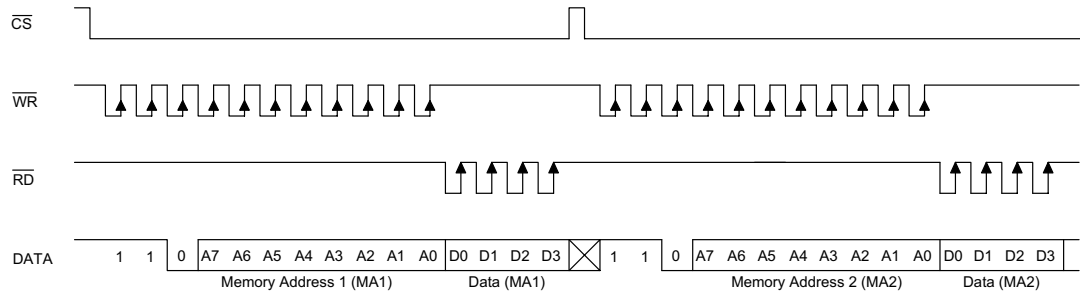 CS
WR
RD
DATA 1 1 0 A7 A6 A5 A4 A3 A2 A1 A0 D0 D1 D2 D3 1 1 0 A7 A6 A5 A4 A3 A2 A1 A0 D0 D1 D2 D3
Memory Address 1 (MA1) Data (MA1) Memory Address 2 (MA2) Data (MA2)